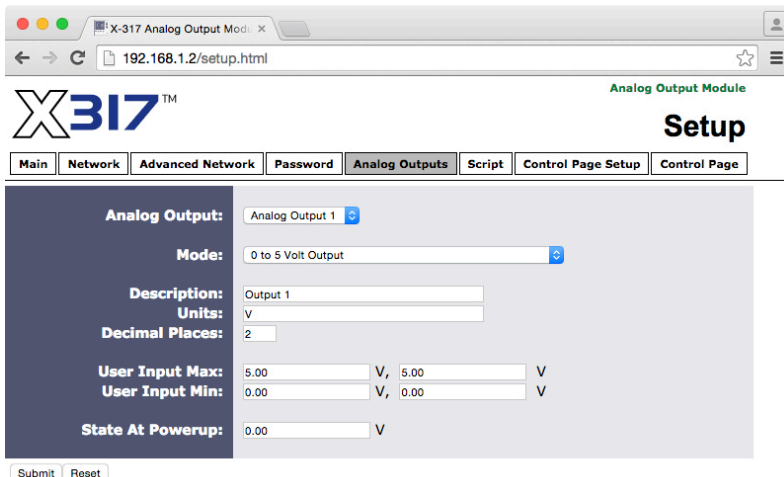 X-317 Analog Output Modu
192.168.1.2/setup.html
X317™
Analog Output Module
Setup
Main Network Advanced Network Password Analog Outputs Script Control Page Setup Control Page
Analog Output: Analog Output 1
Mode: 0 to 5 Volt Output
Description: Output 1
Units: V
Decimal Places: 2
User Input Max: 5.00 V, 5.00 V
User Input Min: 0.00 V, 0.00 V
State At Powerup: 0.00 V
Submit Reset